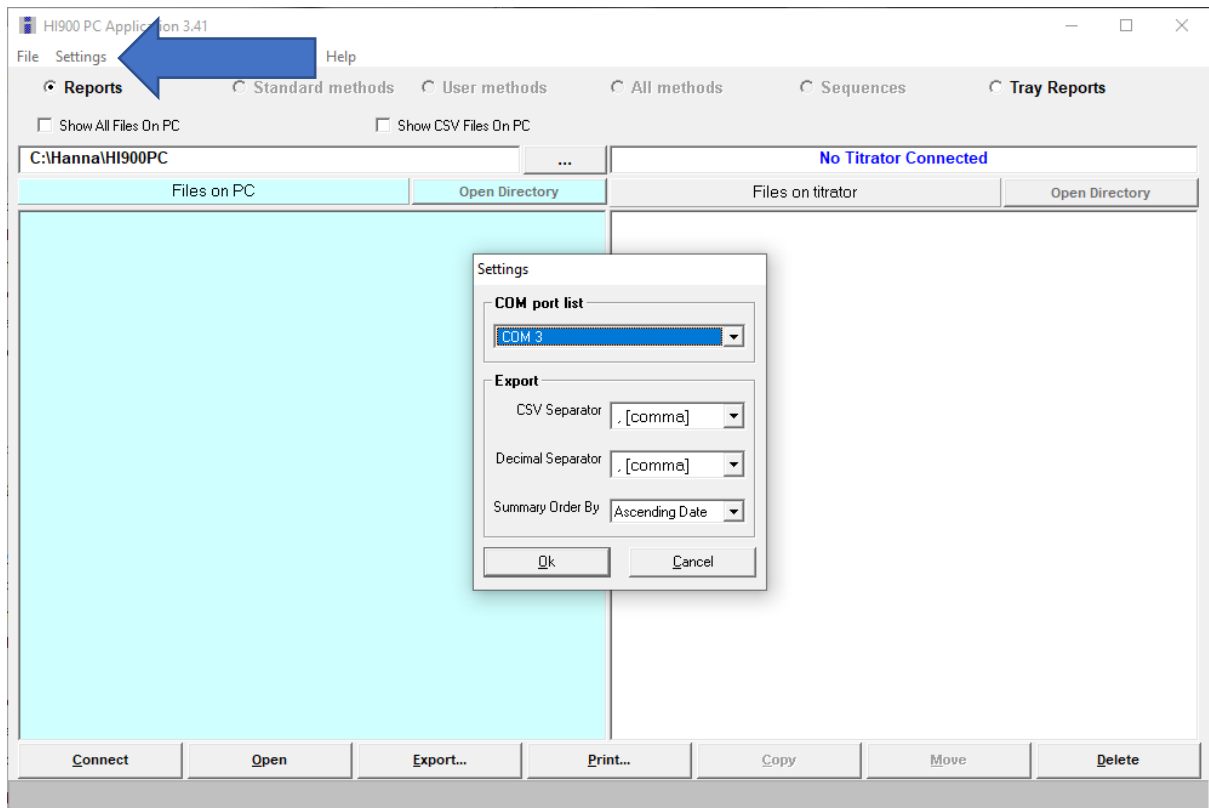 HI900 PC Application 3.41
File Settings Help
Reports Standard methods User methods All methods Sequences Tray Reports
Show All Files On PC Show CSV Files On PC
C:\Hanna\HI900PC ... No Titrator Connected
Files on PC Open Directory Files on titrator Open Directory
Settings
COM port list
COM 3
Export
CSV Separator , [comma]
Decimal Separator , [comma]
Summary Order By Ascending Date
Ok Cancel
Connect Open Export... Print... Copy Move Delete